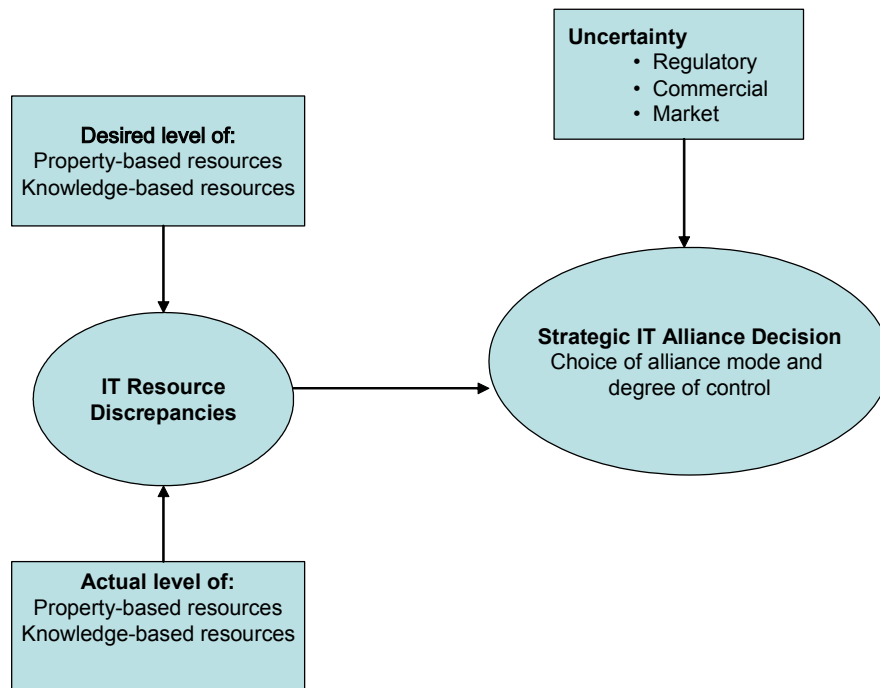 Uncertainty
• Regulatory
• Commercial
• Market
Desired level of:
Property-based resources
Knowledge-based resources
Strategic IT Alliance Decision
Choice of alliance mode and
degree of control
IT Resource
Discrepancies
Actual level of:
Property-based resources
Knowledge-based resources